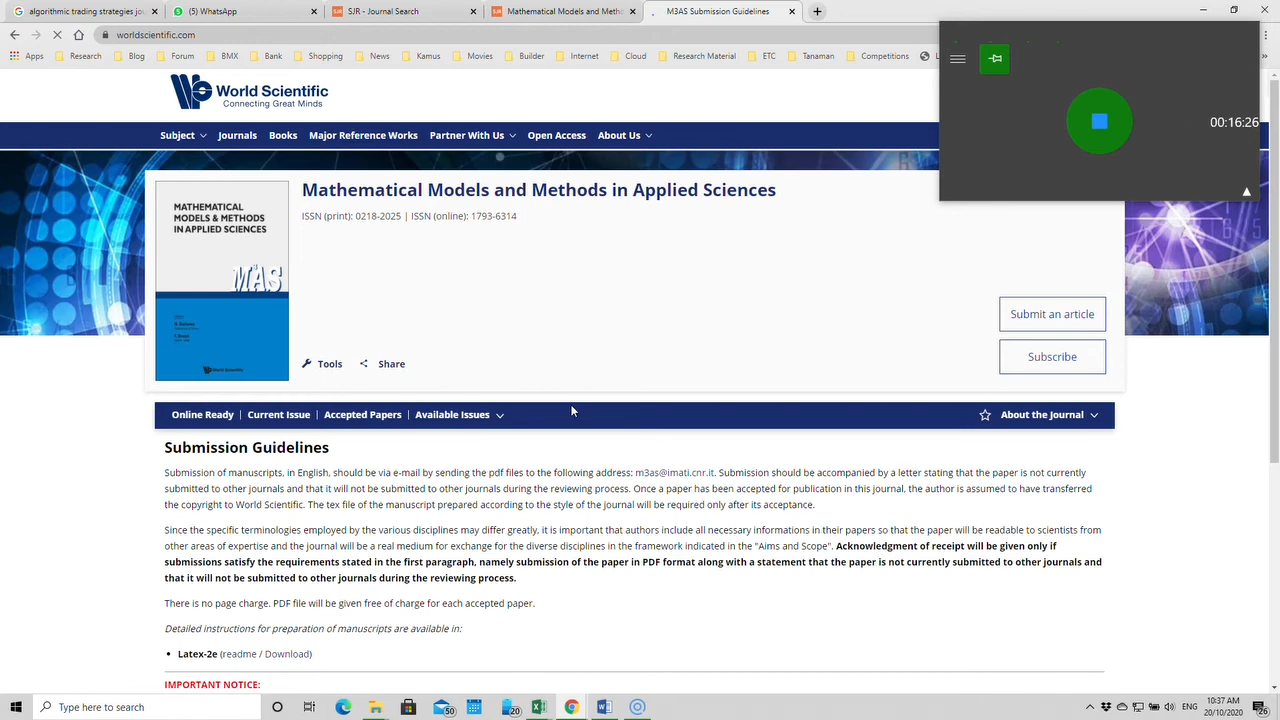 algorithmic trading strategies jou
(5) WhatsApp
SJR - Journal Search
Mathematical Models and Metho
M3AS Submission Guidelines
worldscientific.com
Apps Research Blog Forum BMX Bank Shopping News Kamus Movies Builder Internet Cloud Research Material ETC Tanaman Competitions
World Scientific
Connecting Great Minds
00:16:26
Subject Journals Books Major Reference Works Partner With Us Open Access About Us
Mathematical Models and Methods in Applied Sciences
ISSN (print): 0218-2025 | ISSN (online): 1793-6314
MATHEMATICAL
MODELS & METHODS
IN APPLIED SCIENCES
M3AS
World Scientific
Submit an article
Subscribe
Tools Share
Online Ready | Current Issue | Accepted Papers | Available Issues About the Journal
Submission Guidelines
Submission of manuscripts, in English, should be via e-mail by sending the pdf files to the following address: m3as@imati.cnr.it. Submission should be accompanied by a letter stating that the paper is not currently
submitted to other journals and that it will not be submitted to other journals during the reviewing process. Once a paper has been accepted for publication in this journal, the author is assumed to have transferred
the copyright to World Scientific. The tex file of the manuscript prepared according to the style of the journal will be required only after its acceptance.
Since the specific terminologies employed by the various disciplines may differ greatly, it is important that authors include all necessary informations in their papers so that the paper will be readable to scientists from
other areas of expertise and the journal will be a real medium for exchange for the diverse disciplines in the framework indicated in the "Aims and Scope". Acknowledgment of receipt will be given only if
submissions satisfy the requirements stated in the first paragraph, namely submission of the paper in PDF format along with a statement that the paper is not currently submitted to other journals and
that it will not be submitted to other journals during the reviewing process.
There is no page charge. PDF file will be given free of charge for each accepted paper.
Detailed instructions for preparation of manuscripts are available in:
• Latex-2e (readme / Download)
IMPORTANT NOTICE:
Type here to search
50
20
ENG
10:37 AM
20/10/2020
26